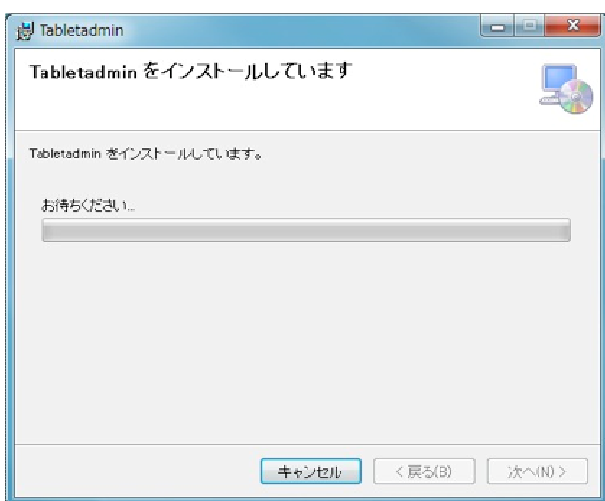 Tabletadmin
Tabletadmin をインストールしています
Tabletadmin をインストールしています。
お待ちください...
キャンセル
< 戻る(B)
次へ(N) >